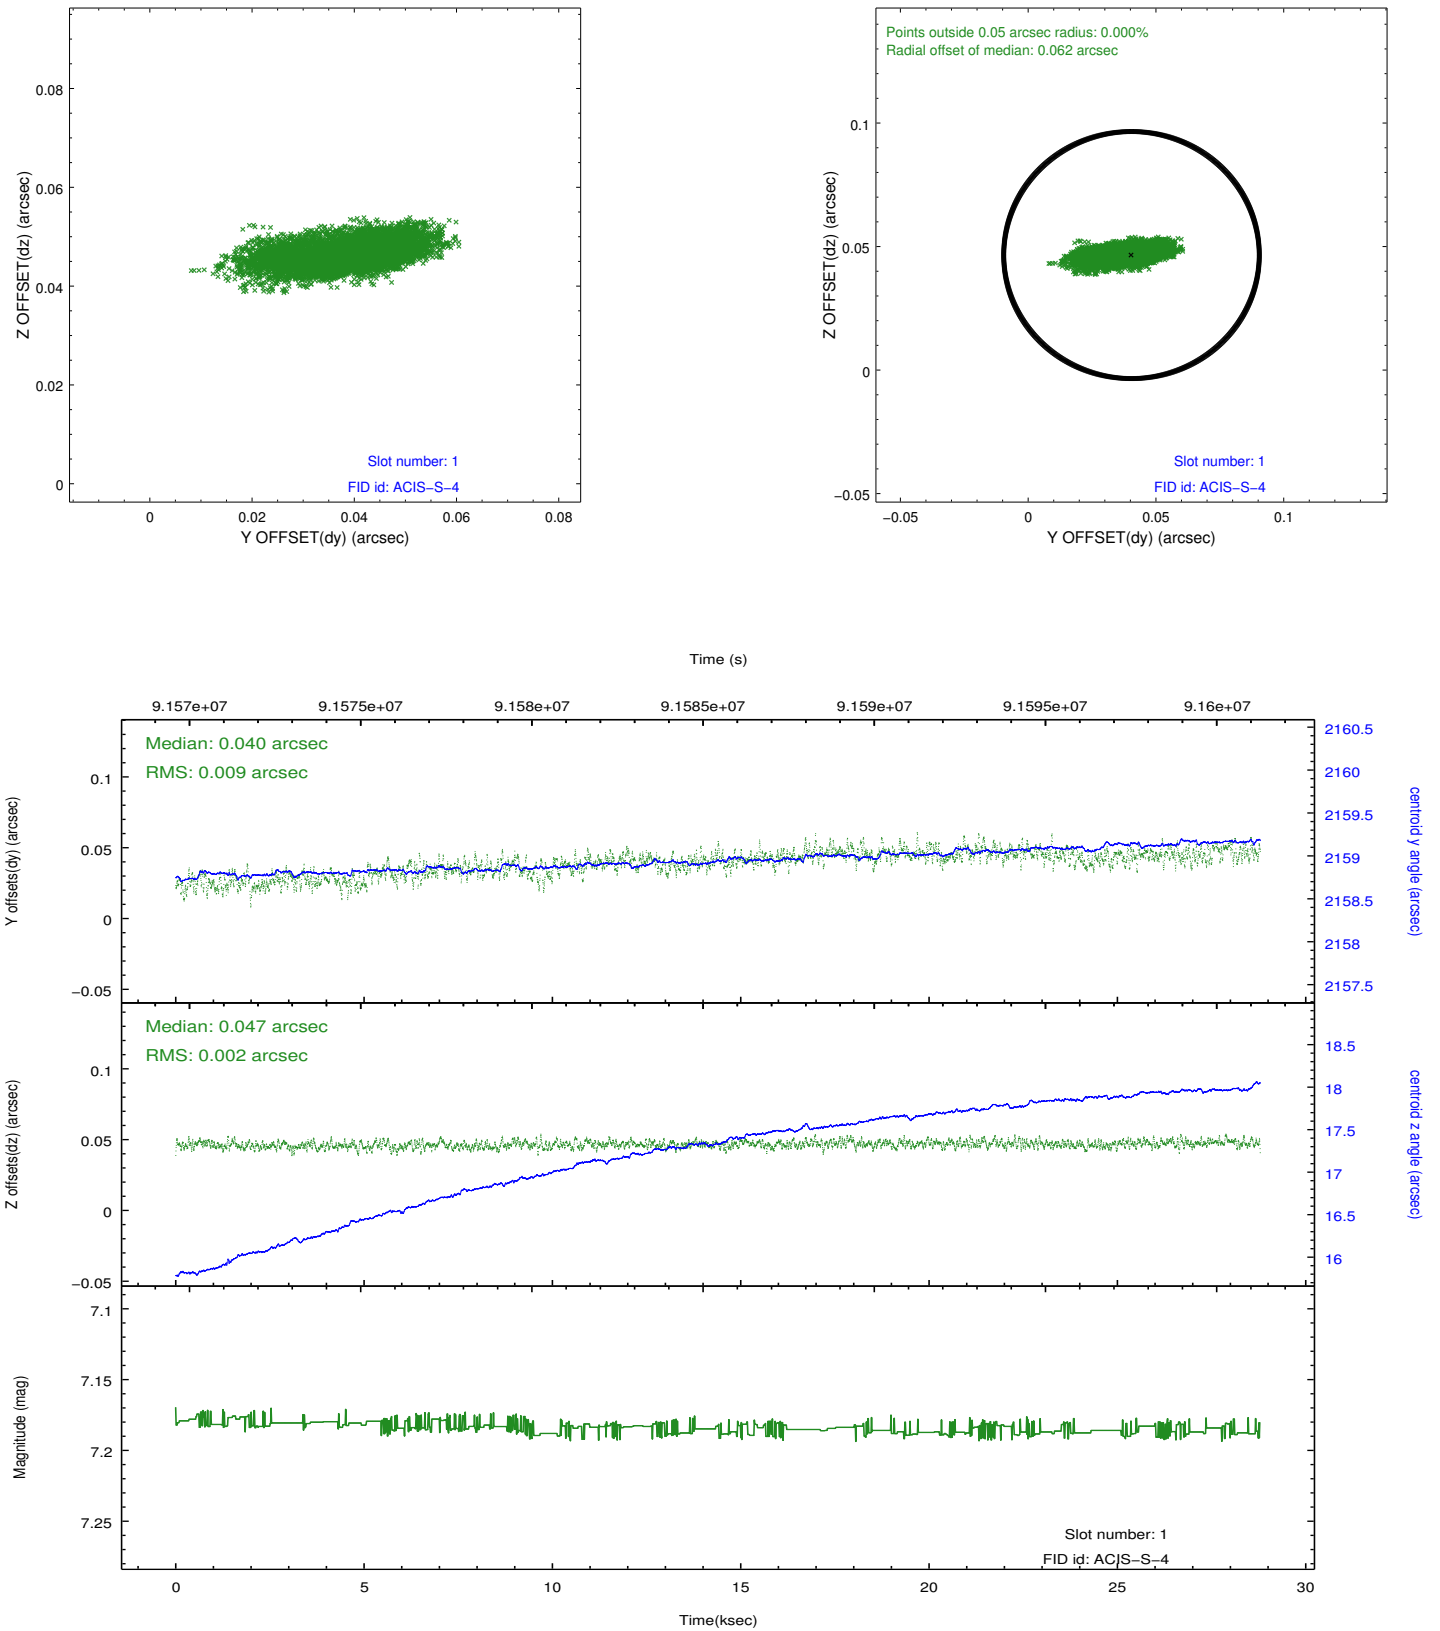 0.08
0.06
0.04
0.02
0
Z OFFSET(dz) (arcsec)
Slot number: 1
FID id: ACIS−S−4
0
0.02
0.04
0.06
0.08
Y OFFSET(dy) (arcsec)
Points outside 0.05 arcsec radius: 0.000%
Radial offset of median: 0.062 arcsec
0.1
0.05
0
−0.05
Z OFFSET(dz) (arcsec)
Slot number: 1
FID id: ACIS−S−4
−0.05
0
0.05
0.1
Y OFFSET(dy) (arcsec)
Time (s)
9.157e+07
9.1575e+07
9.158e+07
9.1585e+07
9.159e+07
9.1595e+07
9.16e+07
Median: 0.040 arcsec
RMS: 0.009 arcsec
0.1
0.05
0
−0.05
Y offsets(dy) (arcsec)
2160.5
2160
2159.5
2159
2158.5
2158
2157.5
centroid y angle (arcsec)
Median: 0.047 arcsec
RMS: 0.002 arcsec
0.1
0.05
0
−0.05
Z offsets(dz) (arcsec)
18.5
18
17.5
17
16.5
16
centroid z angle (arcsec)
7.1
7.15
7.2
7.25
Magnitude (mag)
Slot number: 1
FID id: ACIS−S−4
0
5
10
15
20
25
30
Time(ksec)